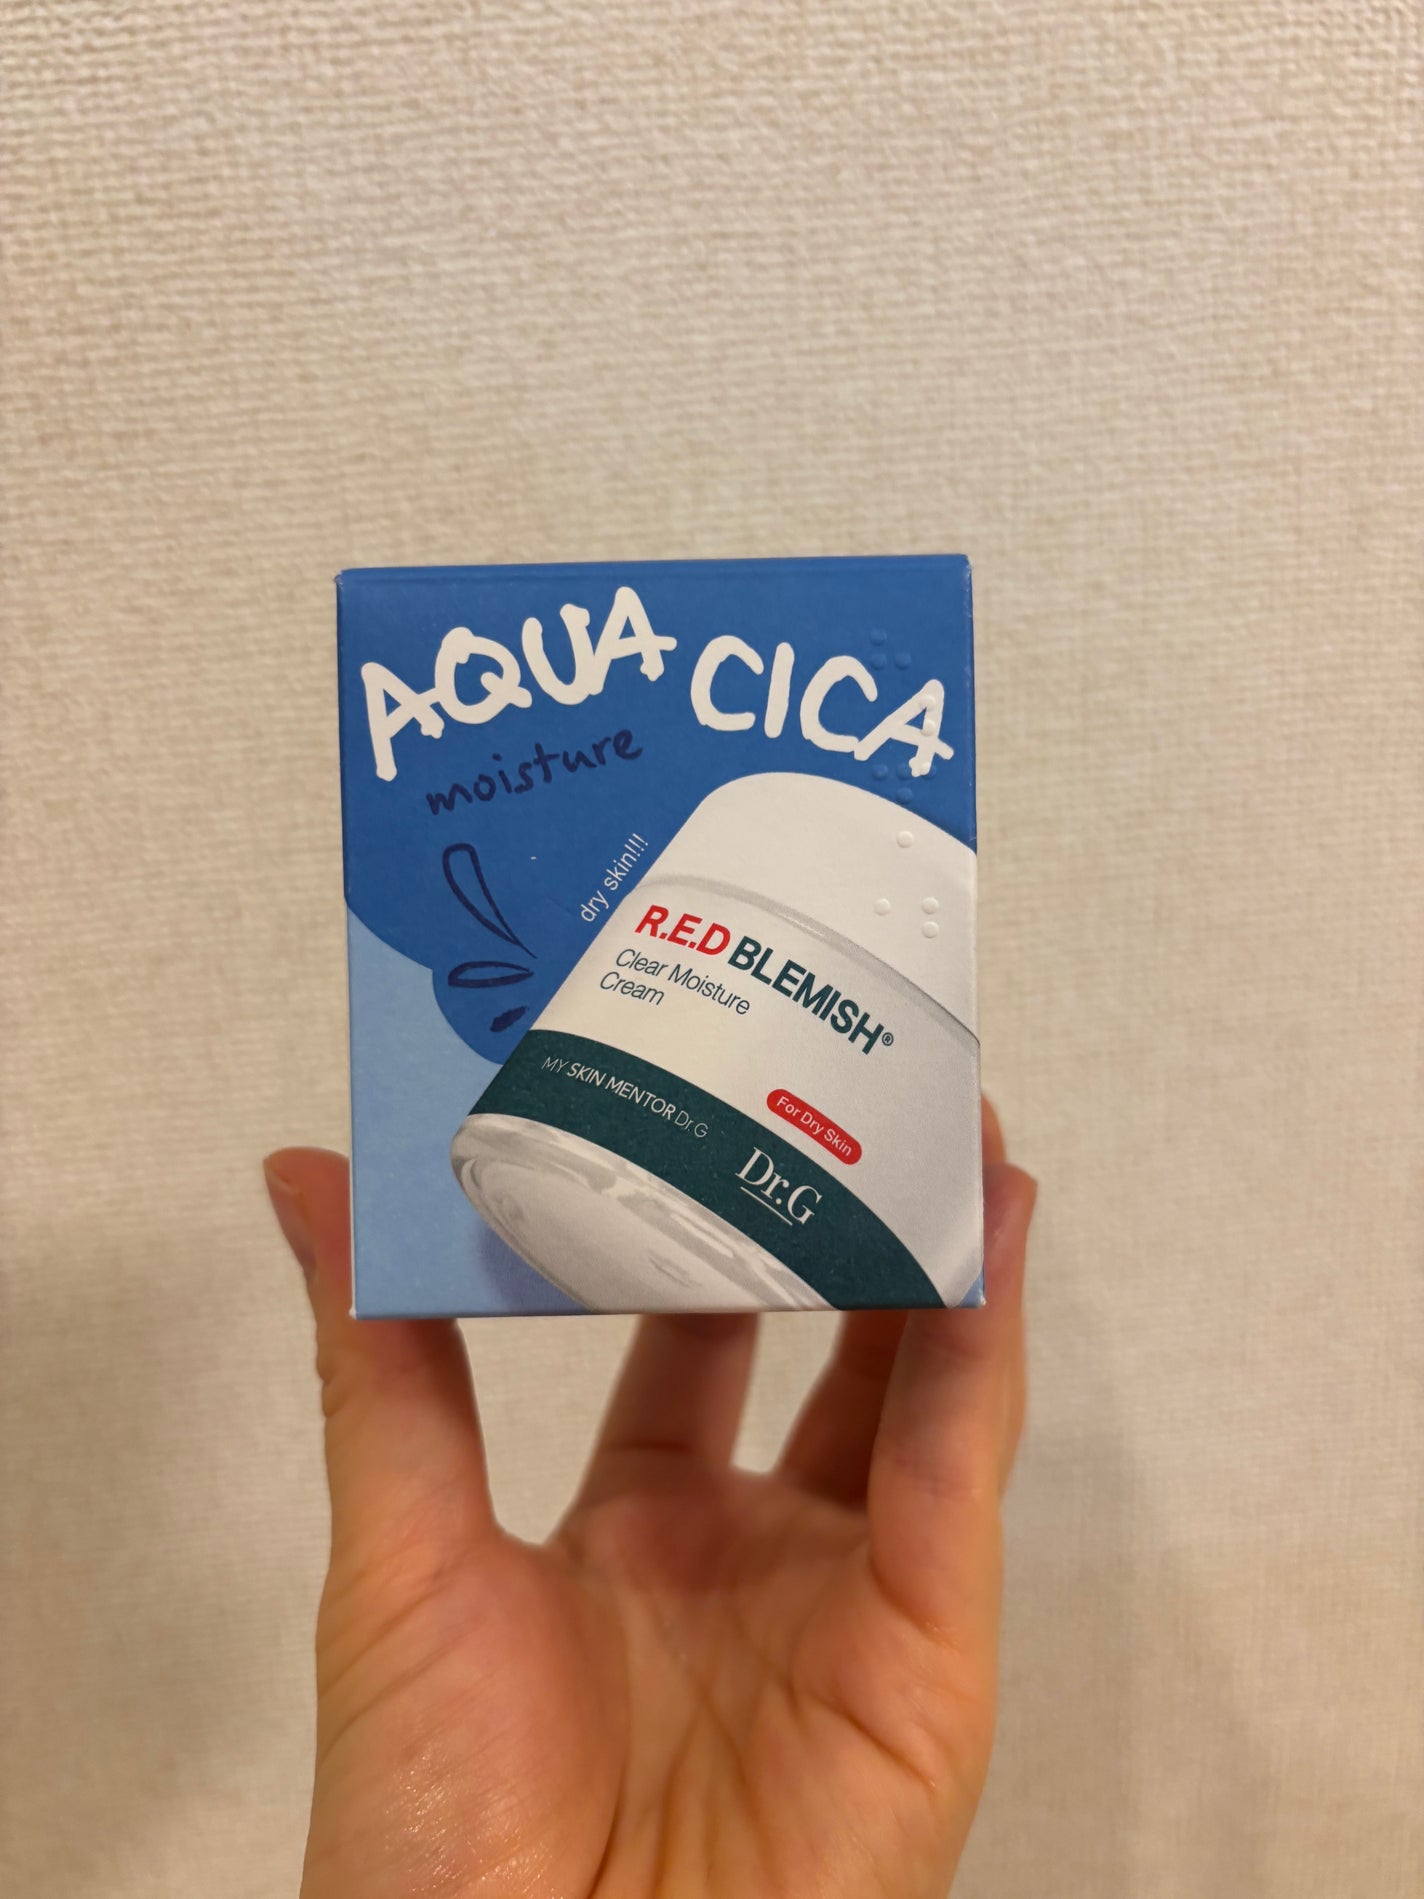 AQUA CICA
moisture
dry skin!!!
R.E.D BLEMISH®
Clear Moisture
Cream
For Dry Skin
MY SKIN MENTOR Dr.G
Dr.G